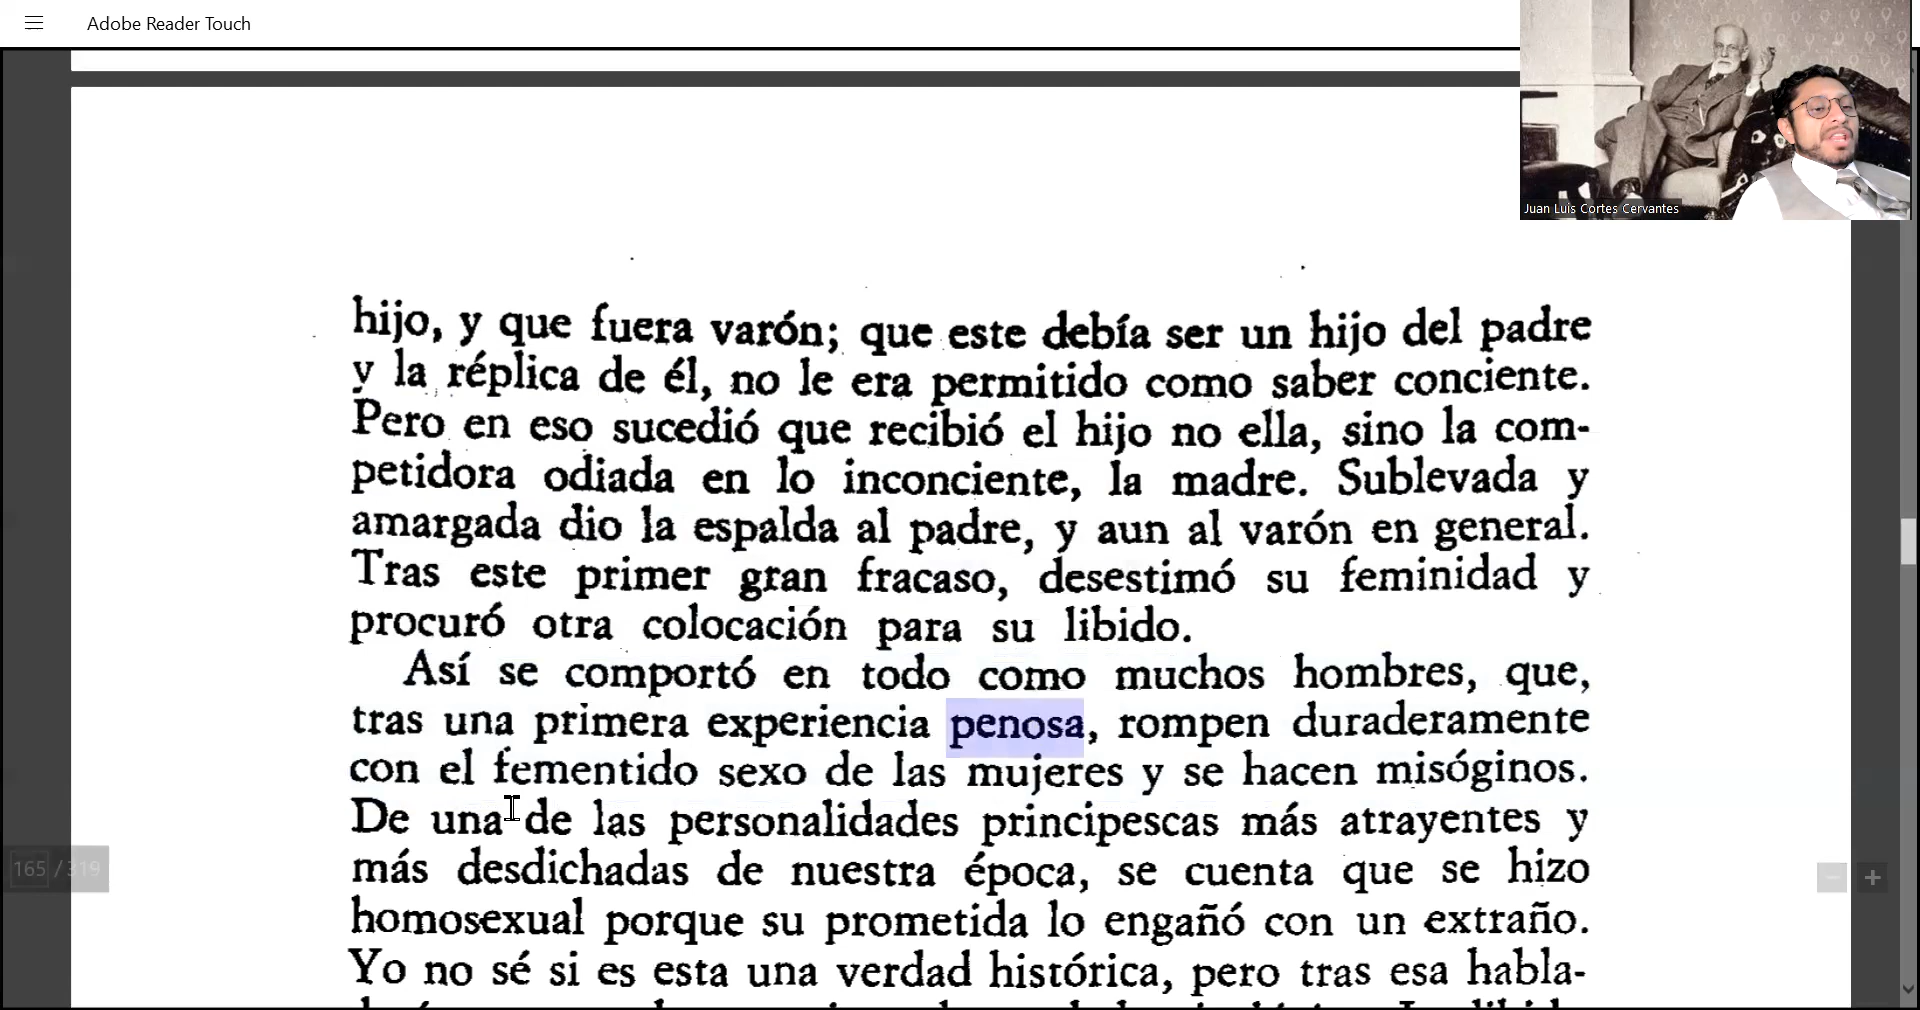 Adobe Reader Touch
Juan Luis Cortes Cervantes
hijo, y que fuera varón; que este debía ser un hijo del padre
y la réplica de él, no le era permitido como saber conciente.
Pero en eso sucedió que recibió el hijo no ella, sino la com-
petidora odiada en lo inconciente, la madre. Sublevada y
amargada dio la espalda al padre, y aun al varón en general.
Tras este primer gran fracaso, desestimó su feminidad y
procuró otra colocación para su libido.
Así se comportó en todo como muchos hombres, que,
tras una primera experiencia penosa, rompen duraderamente
con el fementido sexo de las mujeres y se hacen misóginos.
De una de las personalidades principescas más atrayentes y
más desdichadas de nuestra época, se cuenta que se hizo
homosexual porque su prometida lo engañó con un extraño.
Yo no sé si es esta una verdad histórica, pero tras esa habla-
165 / 319